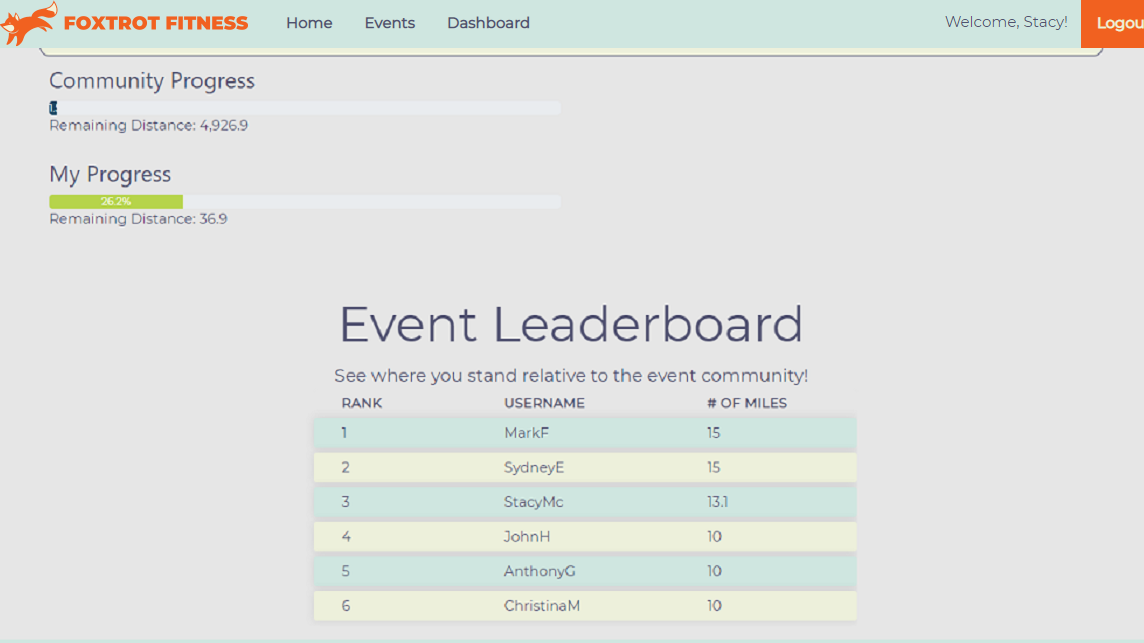 FOXTROT FITNESS Home Events Dashboard Welcome, Stacy! Logou
Community Progress
Remaining Distance: 4,926.9
My Progress
26.2%
Remaining Distance: 36.9
Event Leaderboard
See where you stand relative to the event community!
RANK USERNAME # OF MILES
1 MarkF 15
2 SydneyE 15
3 StacyMc 13.1
4 JohnH 10
5 AnthonyG 10
6 ChristinaM 10